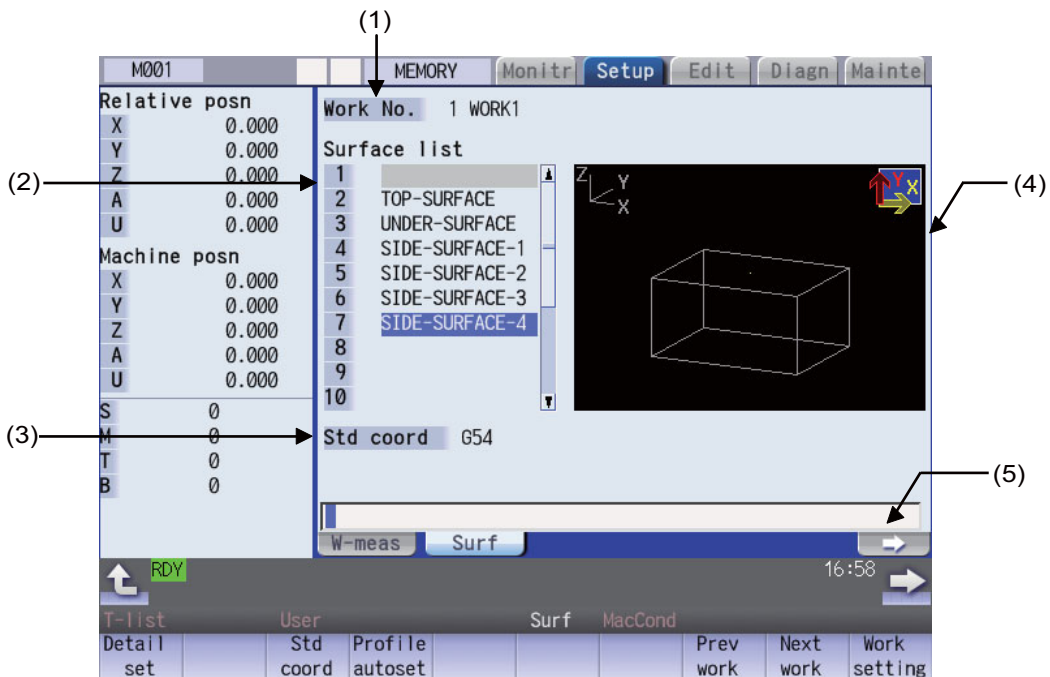 (1)
M001 MEMORY Monitr Setup Edit Diagn Mainte
Relative posn
X 0.000
Y 0.000
Z 0.000
A 0.000
U 0.000
Machine posn
X 0.000
Y 0.000
Z 0.000
A 0.000
U 0.000
S 0
M 0
T 0
B 0
(2)
(3)
Work No. 1 WORK1
Surface list
1
2 TOP-SURFACE
3 UNDER-SURFACE
4 SIDE-SURFACE-1
5 SIDE-SURFACE-2
6 SIDE-SURFACE-3
7 SIDE-SURFACE-4
8
9
10
Z Y
X
Y X
(4)
Std coord G54
(5)
W-meas Surf
RDY 16:58
T-list User Surf MacCond
Detail Std Profile Prev Next Work
set coord autoset work work setting